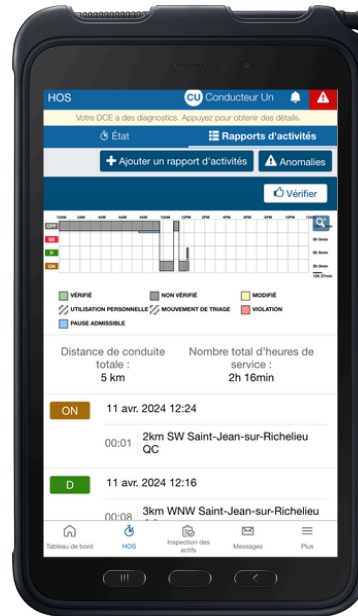 HOS
CU Conducteur Un
Votre DCE a des diagnostics. Appuyez pour obtenir des détails.
État
Rapports d'activités
+ Ajouter un rapport d'activités
Anomalies
Vérifier
OFF
SB
D
ON
VÉRIFIÉ
NON VÉRIFIÉ
MODIFIÉ
UTILISATION PERSONNELLE
MOUVEMENT DE TRIAGE
VIOLATION
PAUSE ADMISSIBLE
Distance de conduite totale :
5 km
Nombre total d'heures de service :
2h 16min
ON
11 avr. 2024 12:24
00:01
2km SW Saint-Jean-sur-Richelieu
QC
D
11 avr. 2024 12:16
00:08
3km WNW Saint-Jean-sur-Richelieu
Tableau de bord
HOS
Inspection des
actifs
Messages
Plus